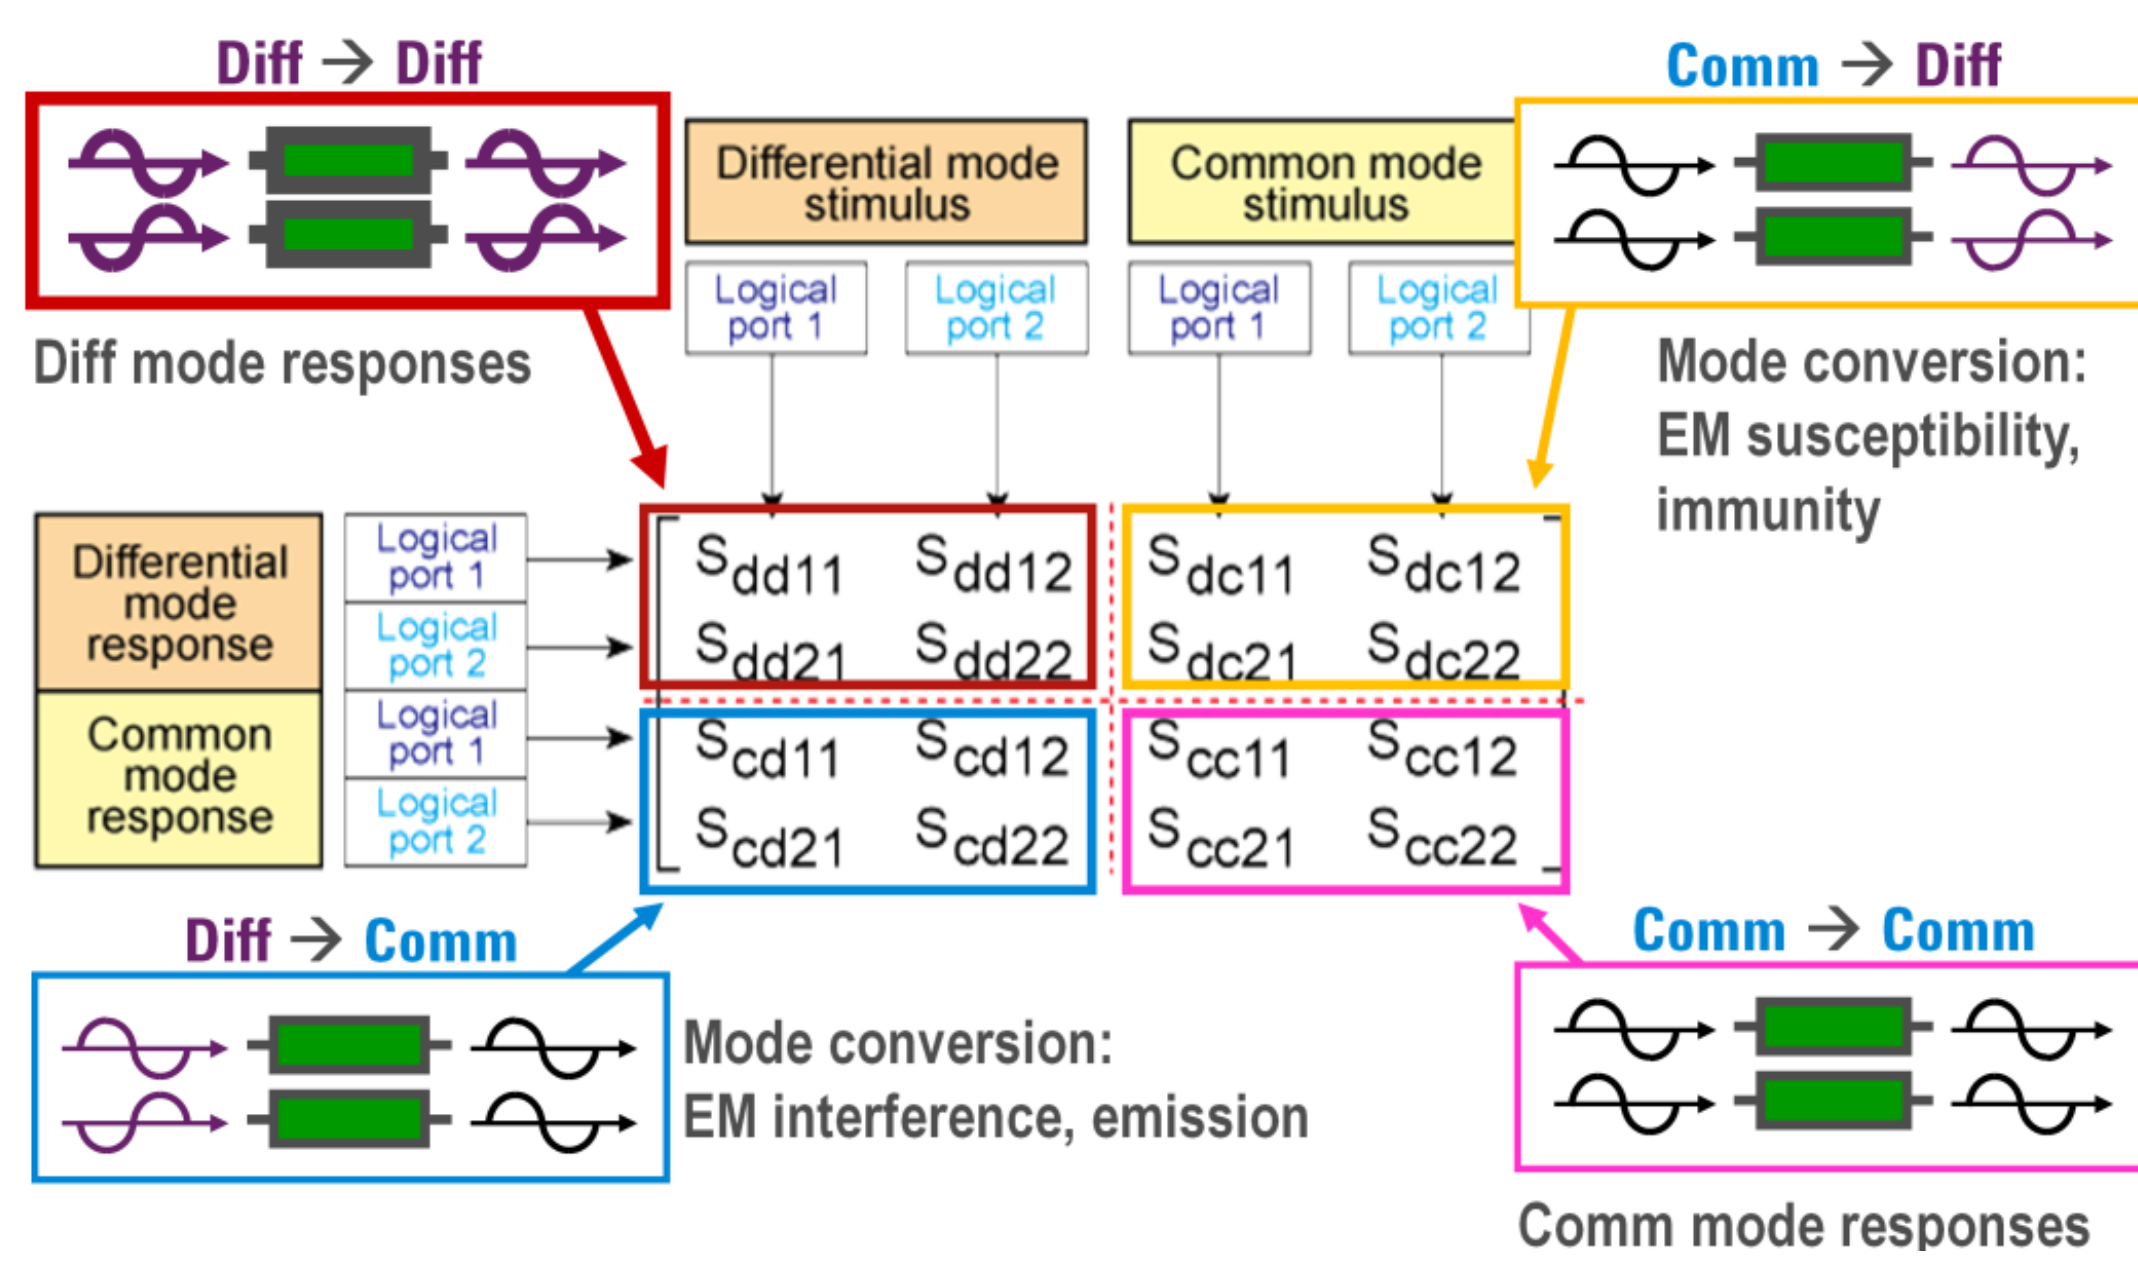 Diff → Diff
Comm → Diff
Differential mode
stimulus
Common mode
stimulus
Logical
port 1
Logical
port 2
Logical
port 1
Logical
port 2
Diff mode responses
Mode conversion:
EM susceptibility,
immunity
Differential
mode
response
Common
mode
response
Logical
port 1
Logical
port 2
Logical
port 1
Logical
port 2
Sdd11 Sdd12 Sdc11 Sdc12
Sdd21 Sdd22 Sdc21 Sdc22
Scd11 Scd12 Scc11 Scc12
Scd21 Scd22 Scc21 Scc22
Diff → Comm
Comm → Comm
Mode conversion:
EM interference, emission
Comm mode responses